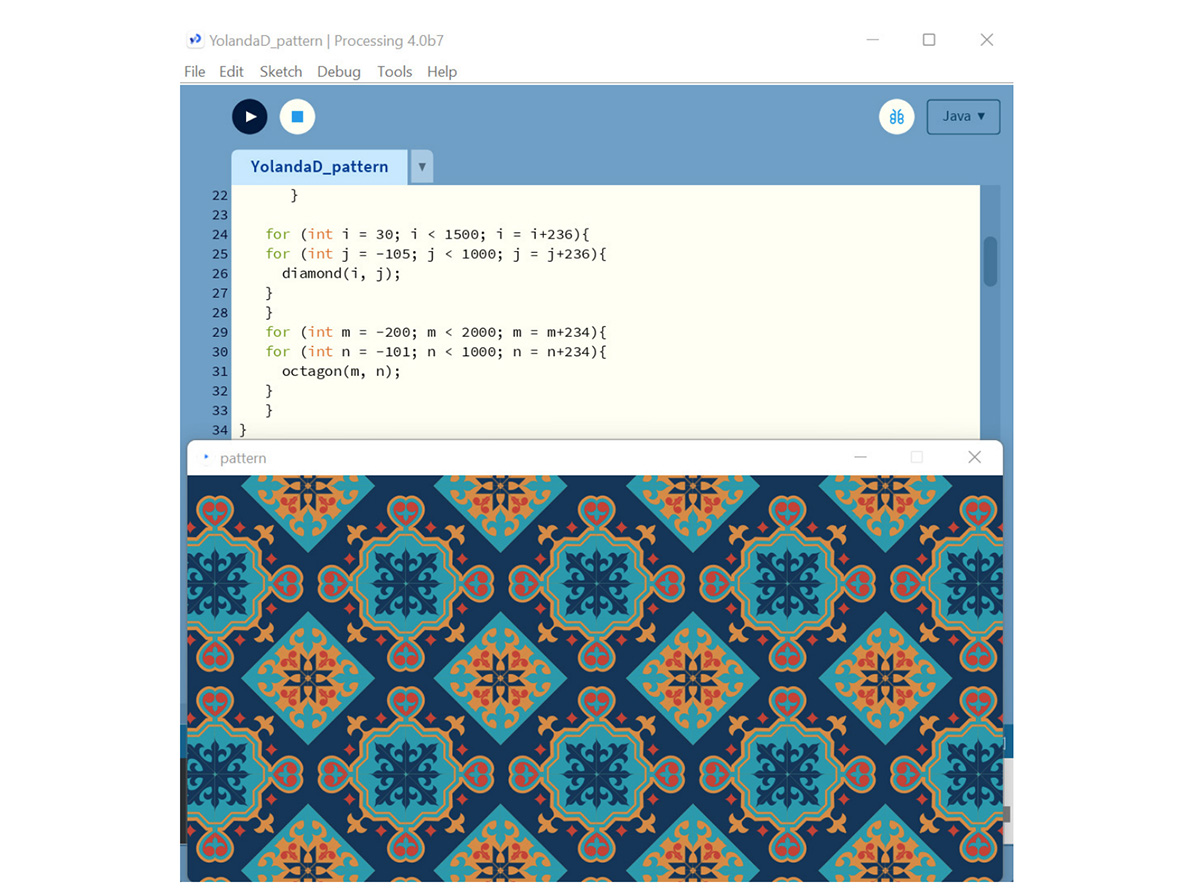 YolandaD_pattern | Processing 4.0b7
File Edit Sketch Debug Tools Help
Java ▼
YolandaD_pattern ▼
22 }
23
24 for (int i = 30; i < 1500; i = i+236){
25 for (int j = -105; j < 1000; j = j+236){
26 diamond(i, j);
27 }
28 }
29 for (int m = -200; m < 2000; m = m+234){
30 for (int n = -101; n < 1000; n = n+234){
31 octagon(m, n);
32 }
33 }
34 }
pattern